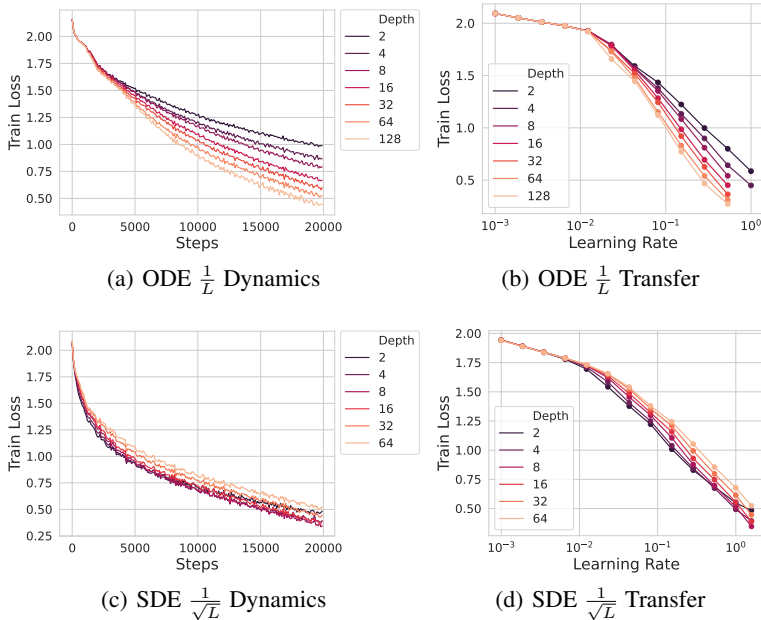 Train Loss
2.00
1.75
1.50
1.25
1.00
0.75
0.50
0 5000 10000 15000 20000
Steps
Depth
2
4
8
16
32
64
128
(a) ODE 1/L Dynamics
Train Loss
2.0
1.5
1.0
0.5
10⁻³ 10⁻² 10⁻¹ 10⁰
Learning Rate
Depth
2
4
8
16
32
64
128
(b) ODE 1/L Transfer
Train Loss
2.00
1.75
1.50
1.25
1.00
0.75
0.50
0.25
0 5000 10000 15000 20000
Steps
Depth
2
4
8
16
32
64
(c) SDE 1/√L Dynamics
Train Loss
2.00
1.75
1.50
1.25
1.00
0.75
0.50
10⁻³ 10⁻² 10⁻¹ 10⁰
Learning Rate
Depth
2
4
8
16
32
64
(d) SDE 1/√L Transfer